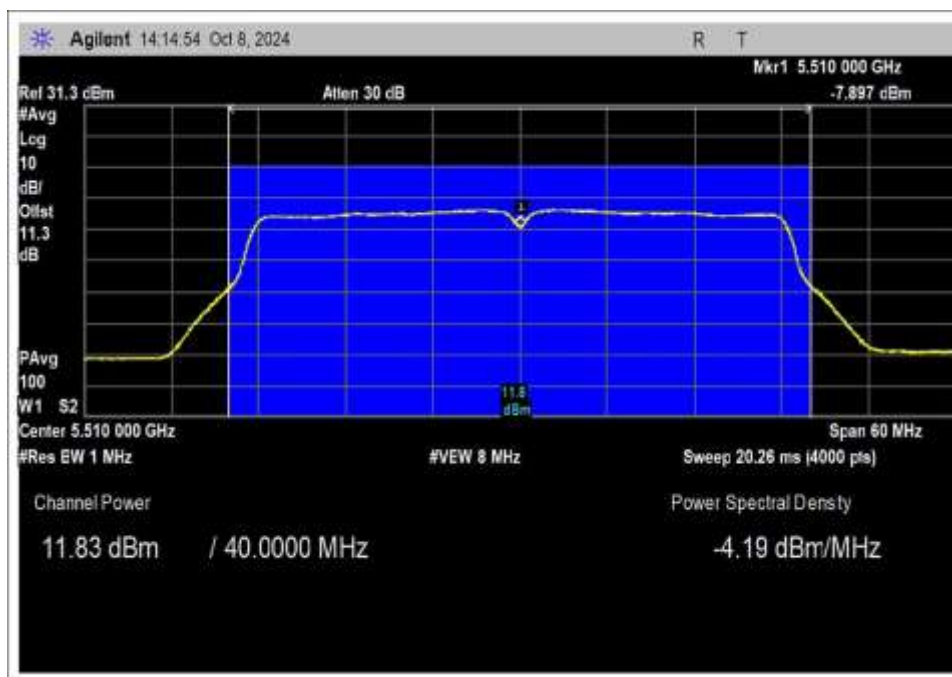 Agilent 14:14:54 Oct 8, 2024 R T
Mkr1 5.510 000 GHz
Ref 31.3 dBm Atten 30 dB -7.897 dBm
#Avg
Log
10
dB/
Offst
11.3
dB
1
PAvg
100
W1 S2
11.8
dBm
Center 5.510 000 GHz Span 60 MHz
#Res BW 1 MHz #VBW 8 MHz Sweep 20.26 ms (4000 pts)
Channel Power Power Spectral Density
11.83 dBm / 40.0000 MHz -4.19 dBm/MHz